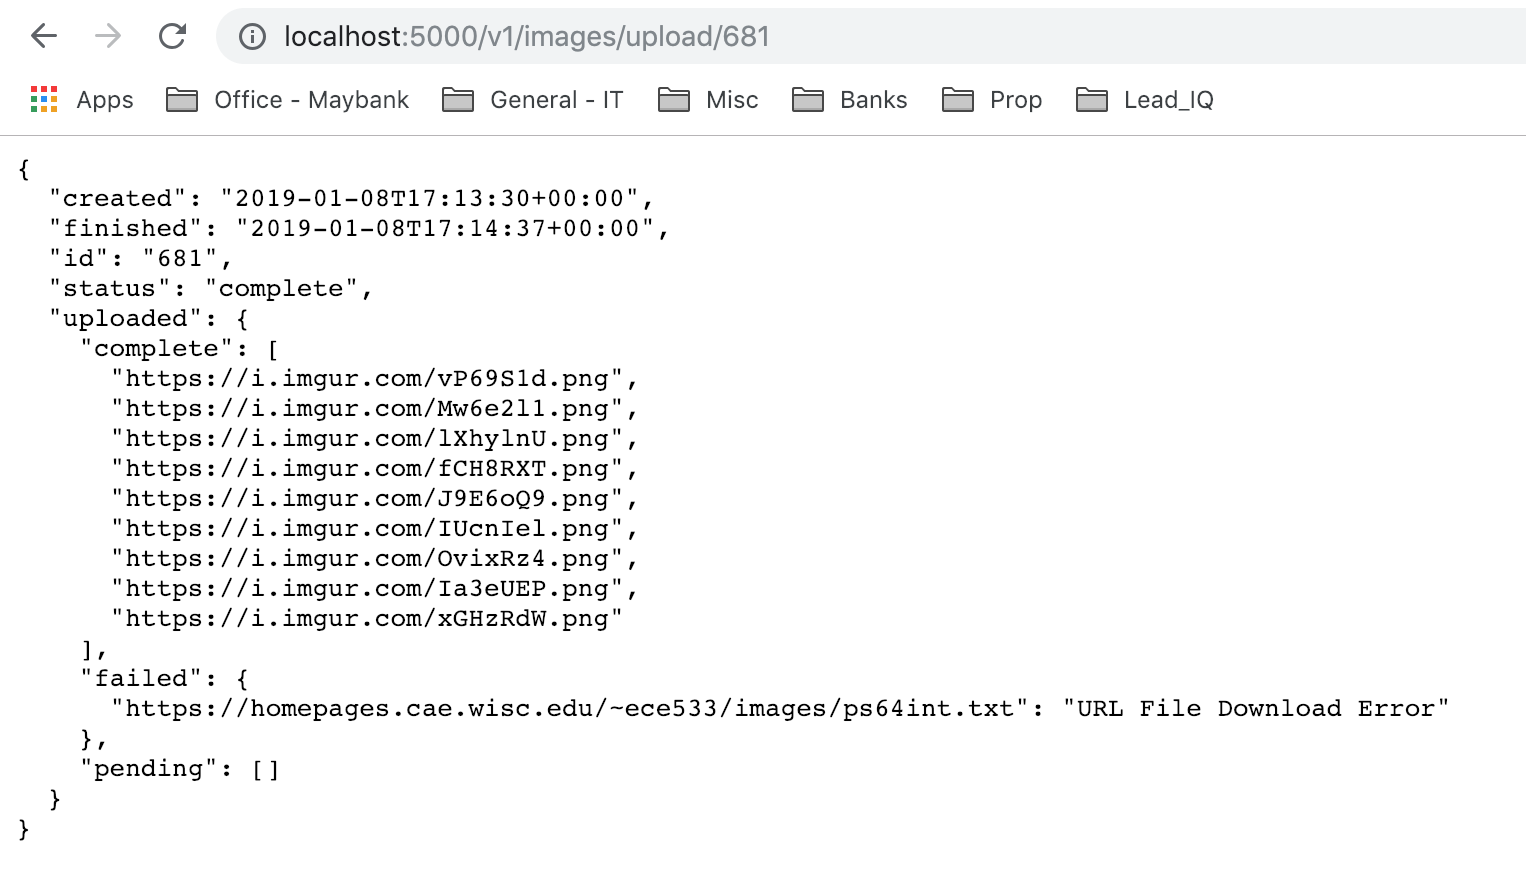 localhost:5000/v1/images/upload/681
Apps Office - Maybank General - IT Misc Banks Prop Lead_IQ
{
"created": "2019-01-08T17:13:30+00:00",
"finished": "2019-01-08T17:14:37+00:00",
"id": "681",
"status": "complete",
"uploaded": {
"complete": [
"https://i.imgur.com/vP69S1d.png",
"https://i.imgur.com/Mw6e2l1.png",
"https://i.imgur.com/lXhylnU.png",
"https://i.imgur.com/fCH8RXT.png",
"https://i.imgur.com/J9E6oQ9.png",
"https://i.imgur.com/IUcnIel.png",
"https://i.imgur.com/OvixRz4.png",
"https://i.imgur.com/Ia3eUEP.png",
"https://i.imgur.com/xGHzRdW.png"
],
"failed": {
"https://homepages.cae.wisc.edu/~ece533/images/ps64int.txt": "URL File Download Error"
},
"pending": []
}
}